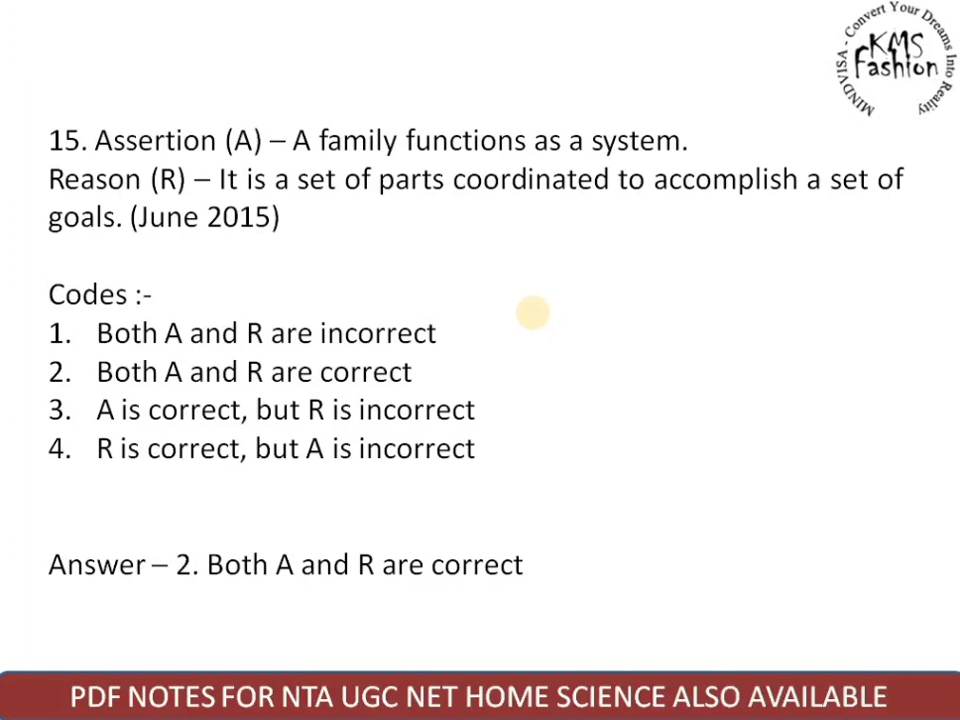 MINDVISA - Convert Your Dreams Into Reality
KMS
Fashion
15. Assertion (A) – A family functions as a system.
Reason (R) – It is a set of parts coordinated to accomplish a set of
goals. (June 2015)
Codes :-
1. Both A and R are incorrect
2. Both A and R are correct
3. A is correct, but R is incorrect
4. R is correct, but A is incorrect
Answer – 2. Both A and R are correct
PDF NOTES FOR NTA UGC NET HOME SCIENCE ALSO AVAILABLE